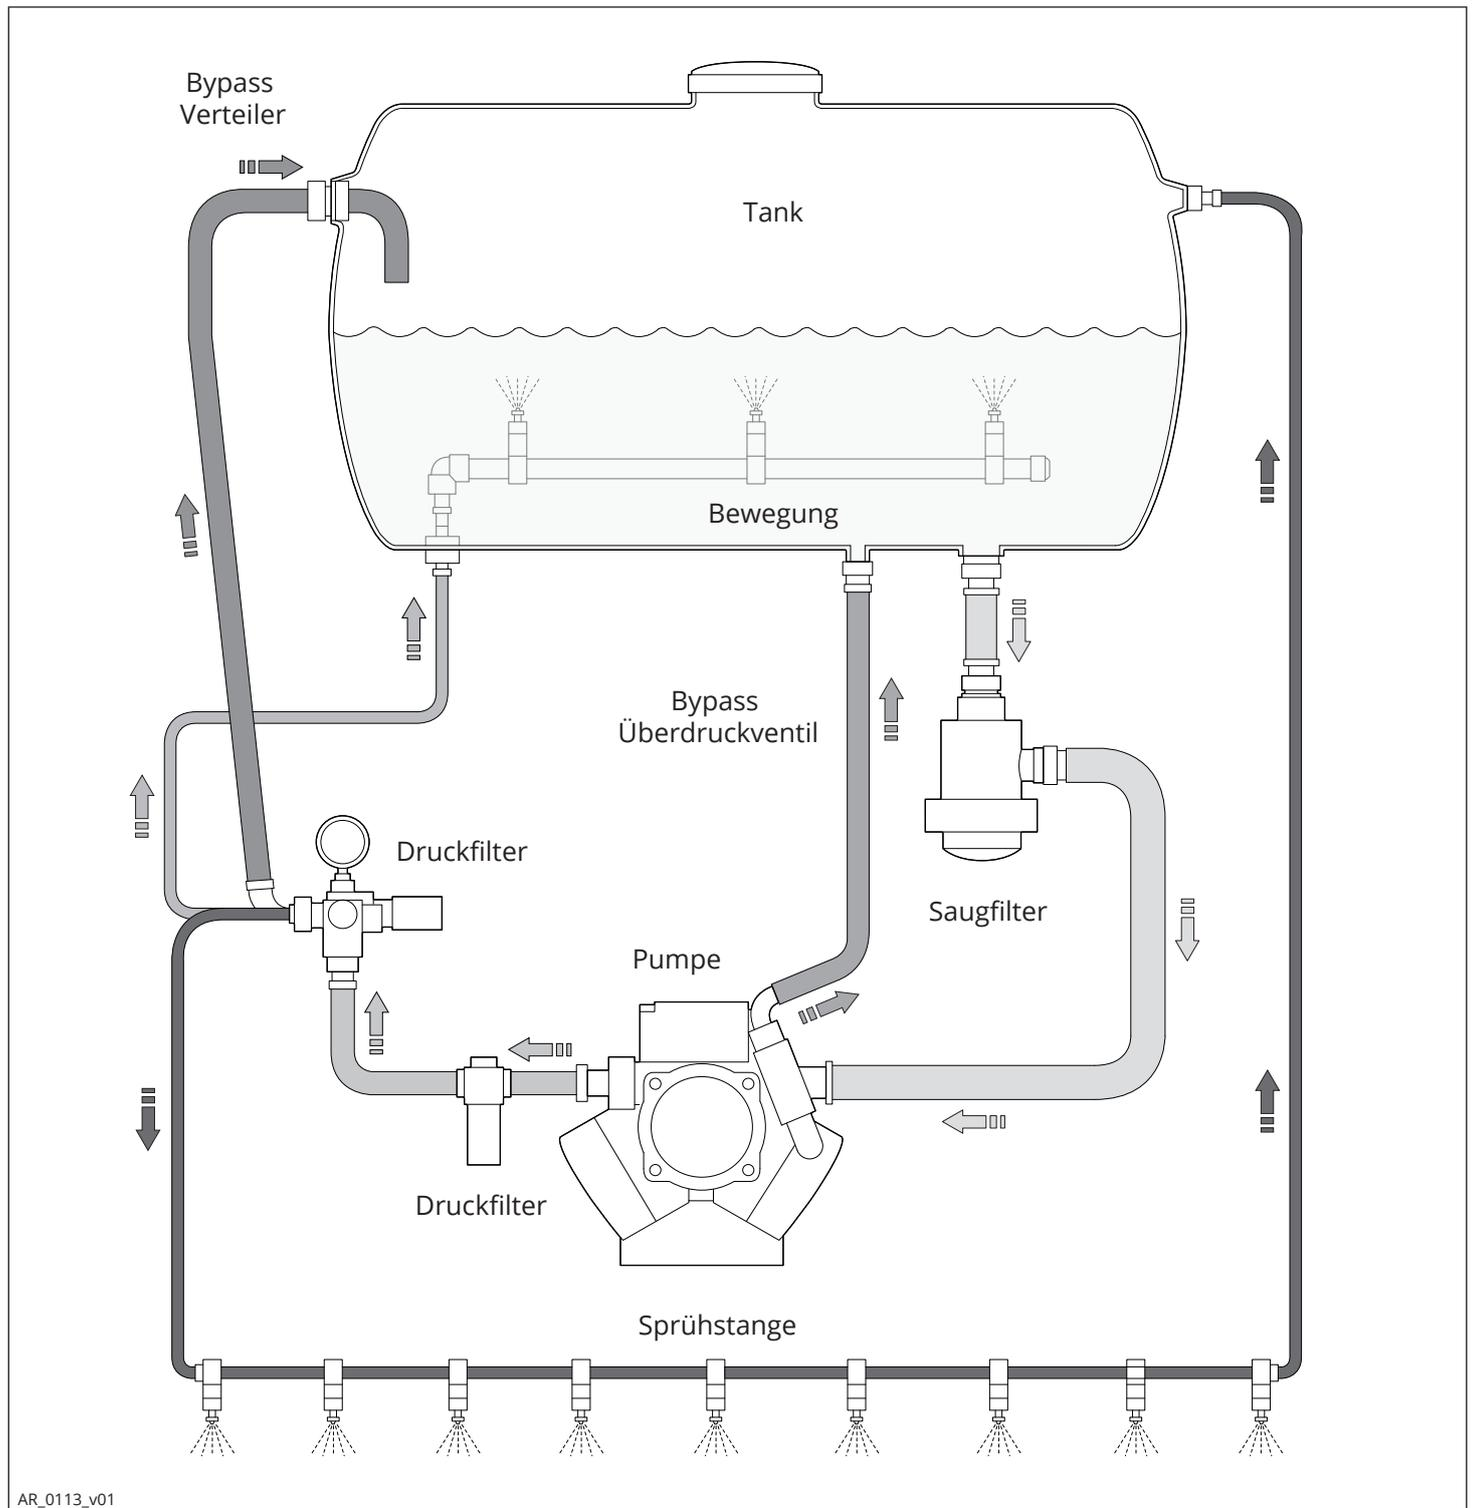 Bypass
Verteiler
Tank
Bewegung
Bypass
Überdruckventil
Druckfilter
Saugfilter
Pumpe
Druckfilter
Sprühstange
AR_0113_v01